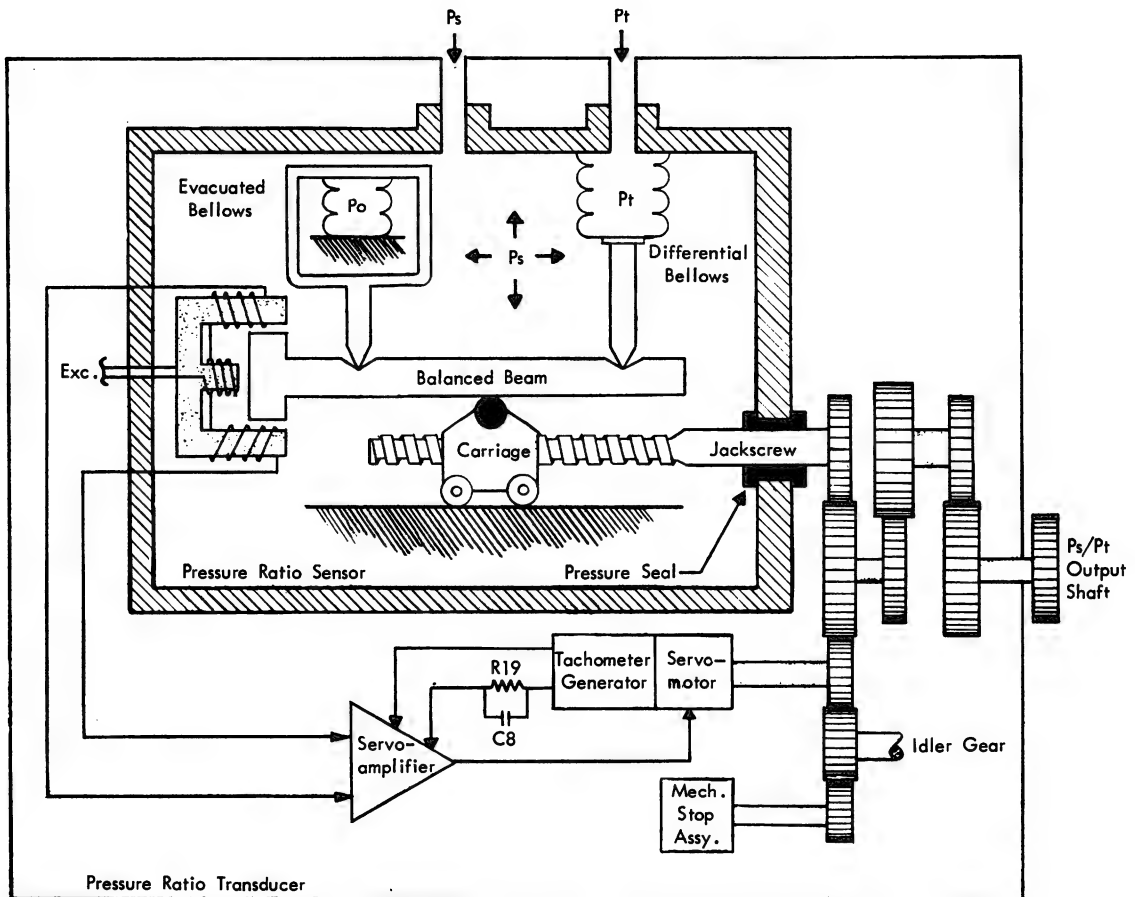 Ps
Pt
Evacuated
Bellows
Po
Pt
Ps
Differential
Bellows
Exc.
Balanced Beam
Carriage
Jackscrew
Pressure Ratio Sensor
Pressure Seal
Ps/Pt
Output
Shaft
R19
C8
Tachometer
Generator
Servo-
motor
Servo-
amplifier
Idler Gear
Mech.
Stop
Assy.
Pressure Ratio Transducer